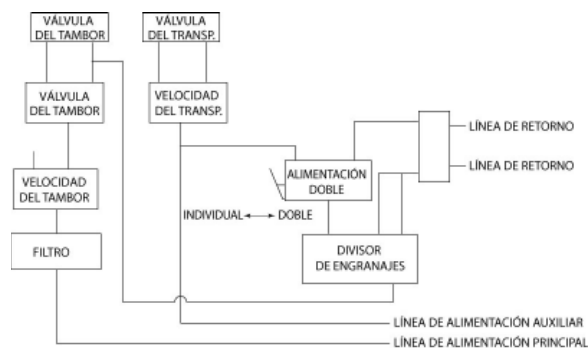 VÁLVULA
DEL TAMBOR
VÁLVULA
DEL TRANSP.
VÁLVULA
DEL TAMBOR
VELOCIDAD
DEL TRANSP.
LÍNEA DE RETORNO
LÍNEA DE RETORNO
ALIMENTACIÓN
DOBLE
VELOCIDAD
DEL TAMBOR
INDIVIDUAL DOBLE
FILTRO
DIVISOR
DE ENGRANAJES
LÍNEA DE ALIMENTACIÓN AUXILIAR
LÍNEA DE ALIMENTACIÓN PRINCIPAL